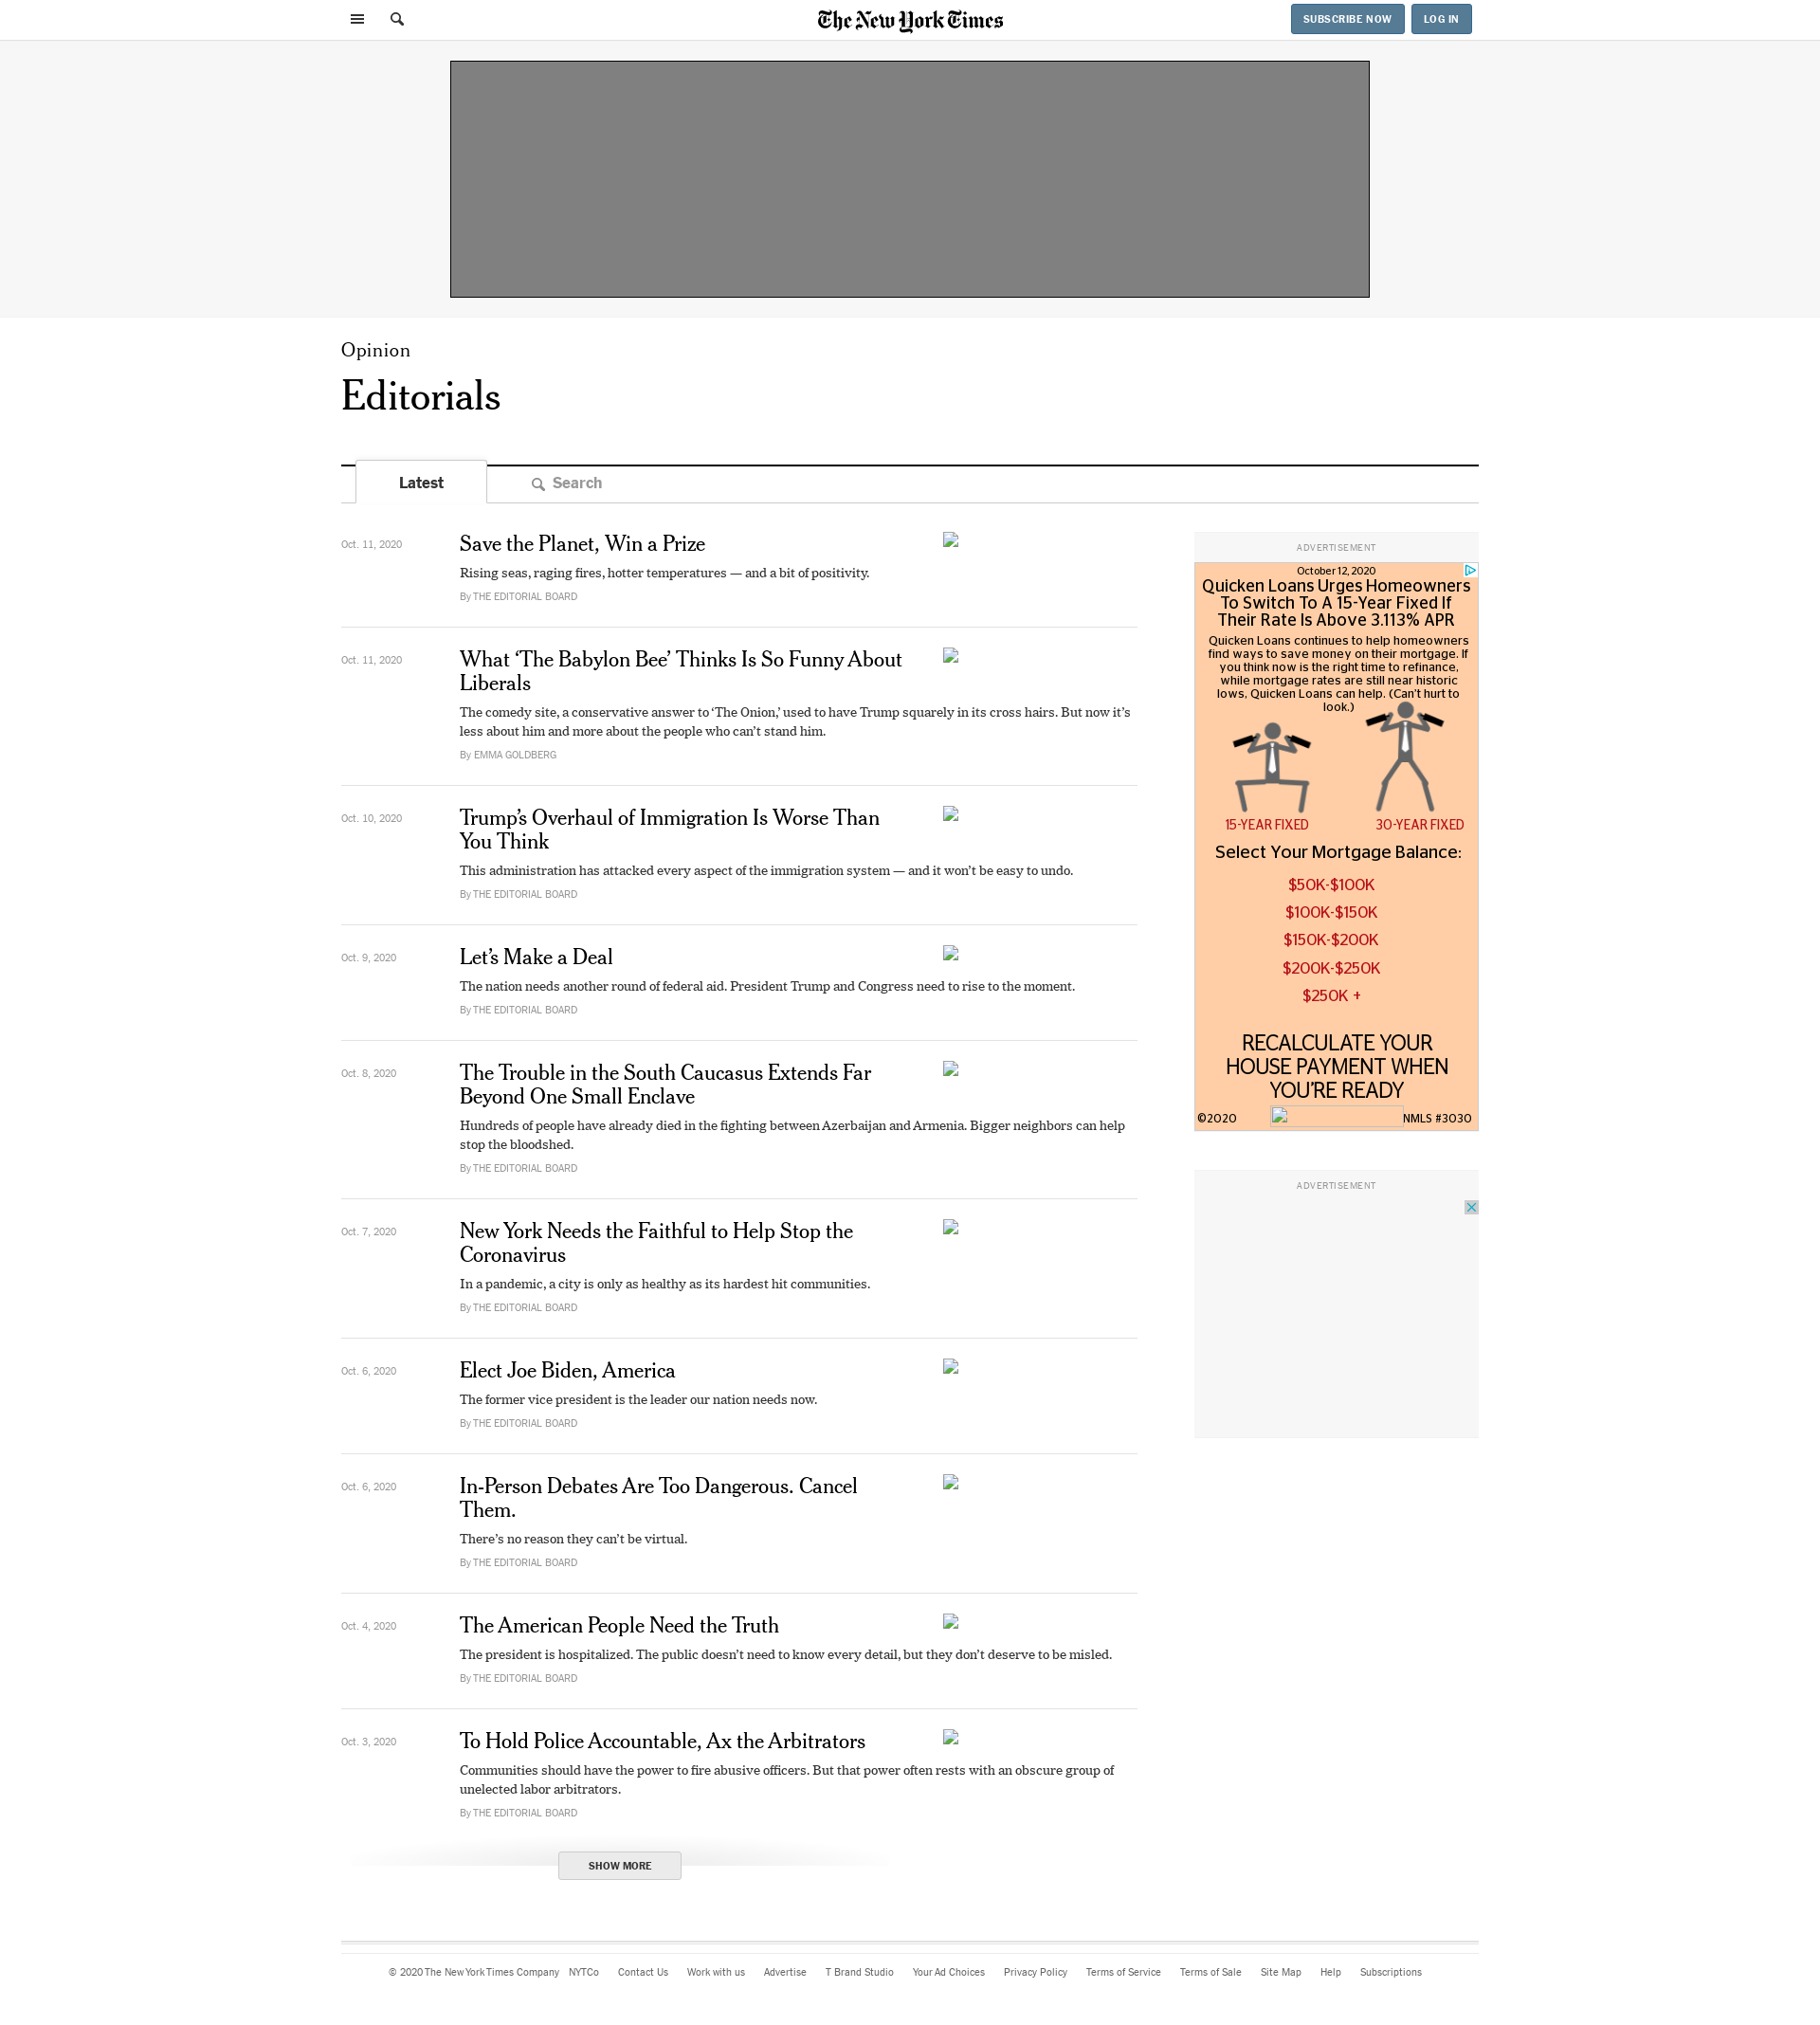 The New York Times
SUBSCRIBE NOW
LOG IN
Opinion
Editorials
Latest
Search
Oct. 11, 2020
Save the Planet, Win a Prize
Rising seas, raging fires, hotter temperatures — and a bit of positivity.
By THE EDITORIAL BOARD
Oct. 11, 2020
What ‘The Babylon Bee’ Thinks Is So Funny About
Liberals
The comedy site, a conservative answer to ‘The Onion,’ used to have Trump squarely in its cross hairs. But now it’s
less about him and more about the people who can’t stand him.
By EMMA GOLDBERG
Oct. 10, 2020
Trump’s Overhaul of Immigration Is Worse Than
You Think
This administration has attacked every aspect of the immigration system — and it won’t be easy to undo.
By THE EDITORIAL BOARD
Oct. 9, 2020
Let’s Make a Deal
The nation needs another round of federal aid. President Trump and Congress need to rise to the moment.
By THE EDITORIAL BOARD
Oct. 8, 2020
The Trouble in the South Caucasus Extends Far
Beyond One Small Enclave
Hundreds of people have already died in the fighting between Azerbaijan and Armenia. Bigger neighbors can help
stop the bloodshed.
By THE EDITORIAL BOARD
Oct. 7, 2020
New York Needs the Faithful to Help Stop the
Coronavirus
In a pandemic, a city is only as healthy as its hardest hit communities.
By THE EDITORIAL BOARD
Oct. 6, 2020
Elect Joe Biden, America
The former vice president is the leader our nation needs now.
By THE EDITORIAL BOARD
Oct. 6, 2020
In-Person Debates Are Too Dangerous. Cancel
Them.
There’s no reason they can’t be virtual.
By THE EDITORIAL BOARD
Oct. 4, 2020
The American People Need the Truth
The president is hospitalized. The public doesn’t need to know every detail, but they don’t deserve to be misled.
By THE EDITORIAL BOARD
Oct. 3, 2020
To Hold Police Accountable, Ax the Arbitrators
Communities should have the power to fire abusive officers. But that power often rests with an obscure group of
unelected labor arbitrators.
By THE EDITORIAL BOARD
SHOW MORE
ADVERTISEMENT
October 12, 2020
Quicken Loans Urges Homeowners
To Switch To A 15-Year Fixed If
Their Rate Is Above 3.113% APR
Quicken Loans continues to help homeowners
find ways to save money on their mortgage. If
you think now is the right time to refinance,
while mortgage rates are still near historic
lows, Quicken Loans can help. (Can’t hurt to
look.)
15-YEAR FIXED
30-YEAR FIXED
Select Your Mortgage Balance:
$50K-$100K
$100K-$150K
$150K-$200K
$200K-$250K
$250K +
RECALCULATE YOUR
HOUSE PAYMENT WHEN
YOU’RE READY
©2020
NMLS #3030
ADVERTISEMENT
© 2020 The New York Times Company NYTCo Contact Us Work with us Advertise T Brand Studio Your Ad Choices Privacy Policy Terms of Service Terms of Sale Site Map Help Subscriptions